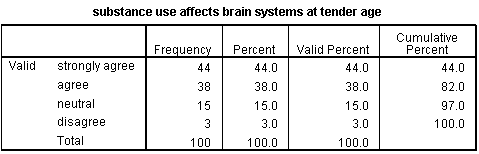 substance use affects brain systems at tender age
Frequency Percent Valid Percent Cumulative Percent
Valid strongly agree 44 44.0 44.0 44.0
agree 38 38.0 38.0 82.0
neutral 15 15.0 15.0 97.0
disagree 3 3.0 3.0 100.0
Total 100 100.0 100.0